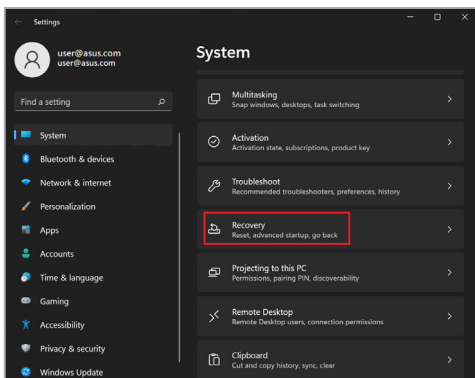 Settings
user@asus.com
user@asus.com
Find a setting
System
Bluetooth & devices
Network & internet
Personalization
Apps
Accounts
Time & language
Gaming
Accessibility
Privacy & security
Windows Update
System
Multitasking
Snap windows, desktops, task switching
Activation
Activation state, subscriptions, product key
Troubleshoot
Recommended troubleshooters, preferences, history
Recovery
Reset, advanced startup, go back
Projecting to this PC
Permissions, pairing PIN, discoverability
Remote Desktop
Remote Desktop users, connection permissions
Clipboard
Cut and copy history, sync, clear